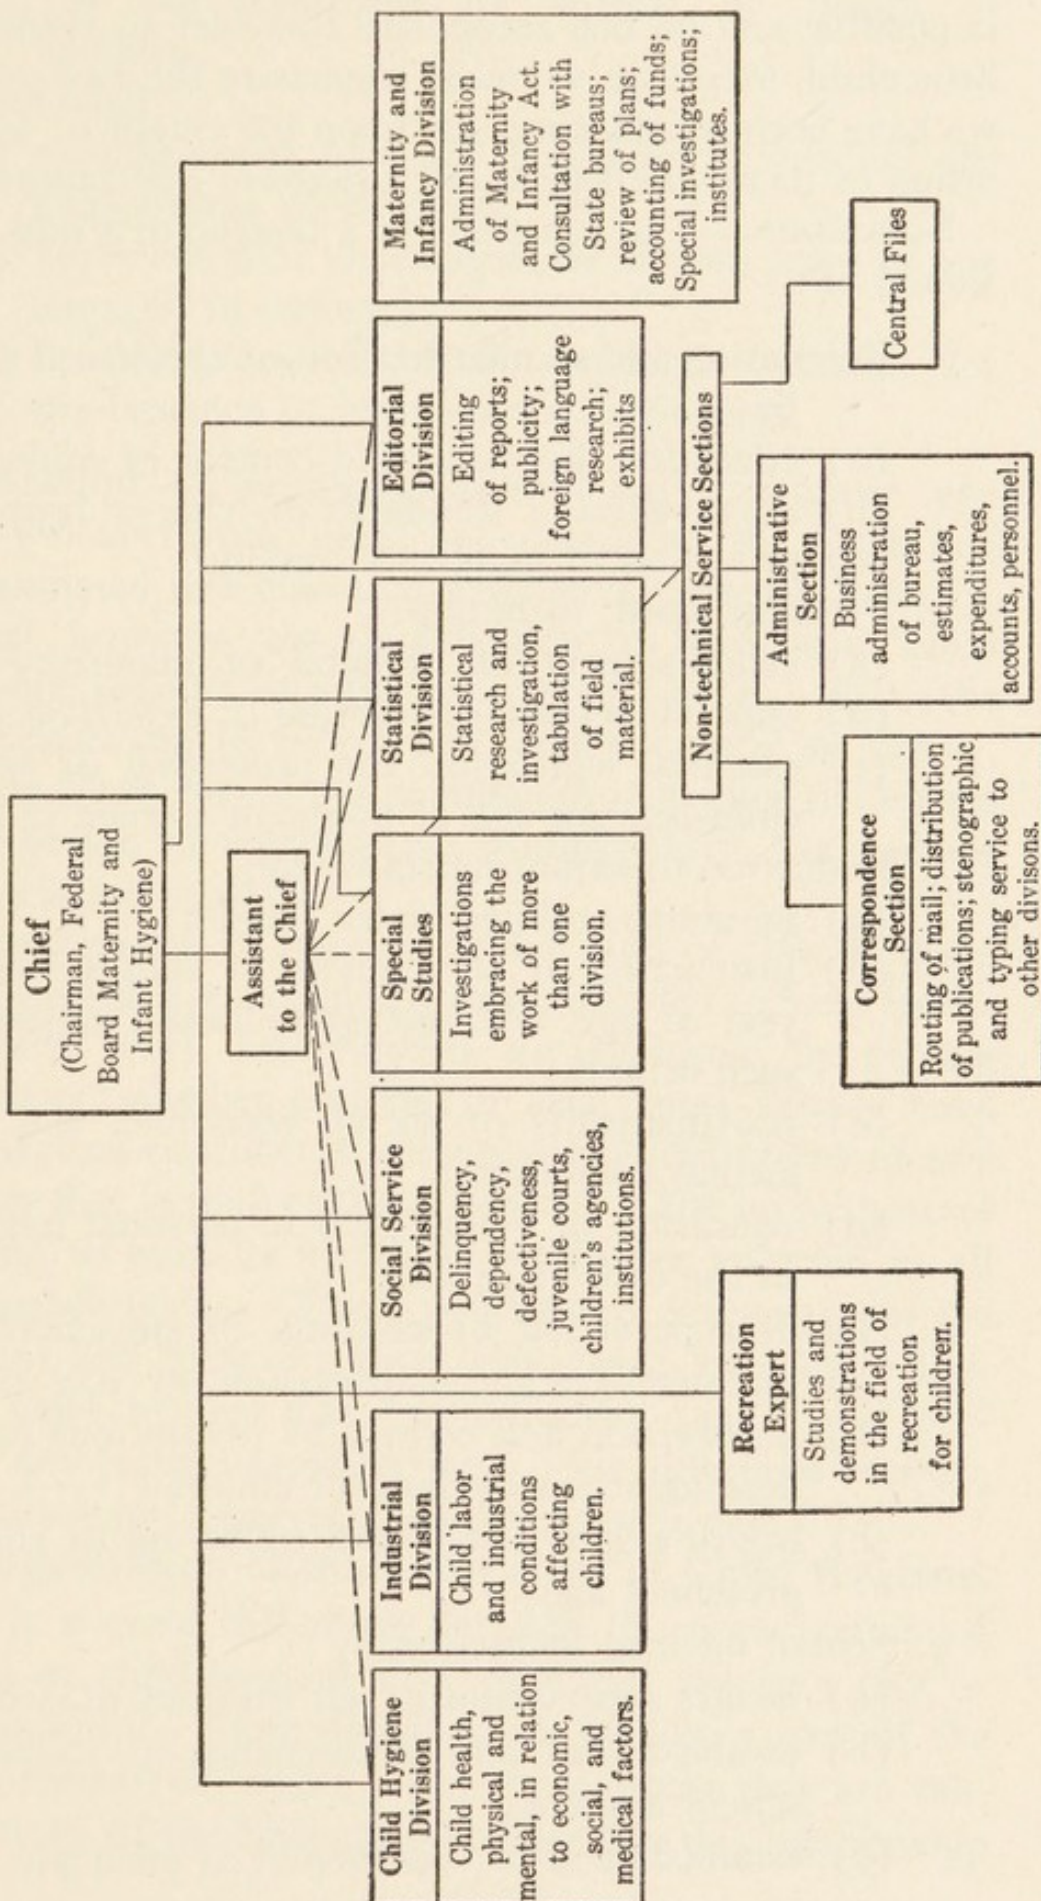 Chief
(Chairman, Federal
Board Maternity and
Infant Hygiene)
Assistant
to the Chief
Child Hygiene
Division
Child health,
physical and
mental, in relation
to economic,
social, and
medical factors.
Industrial
Division
Child labor
and industrial
conditions
affecting
children.
Social Service
Division
Delinquency,
dependency,
defectiveness,
juvenile courts,
children's agencies,
institutions.
Special
Studies
Investigations
embracing the
work of more
than one
division.
Statistical
Division
Statistical
research and
investigation,
tabulation
of field
material.
Editorial
Division
Editing
of reports;
publicity;
foreign language
research;
exhibits
Maternity and
Infancy Division
Administration
of Maternity
and Infancy Act.
Consultation with
State bureaus;
review of plans;
accounting of funds;
Special investigations;
institutes.
Recreation
Expert
Studies and
demonstrations
in the field of
recreation
for children.
Non-technical Service Sections
Correspondence
Section
Routing of mail; distribution
of publications; stenographic
and typing service to
other divisons.
Administrative
Section
Business
administration
of bureau,
estimates,
expenditures,
accounts, personnel.
Central Files